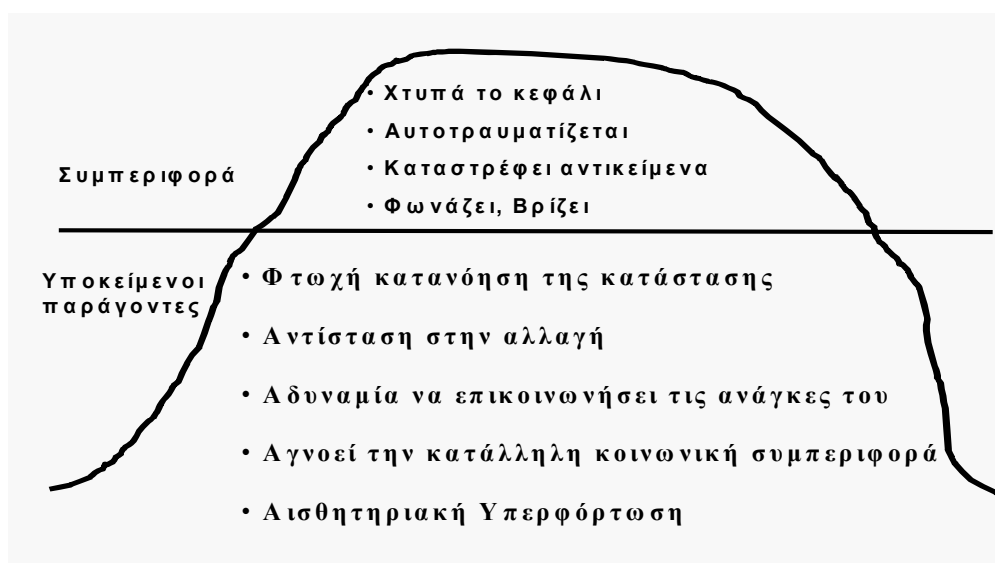 • Χτυπά το κεφάλι
• Αυτοτραυματίζεται
Συμπεριφορά
• Καταστρέφει αντικείμενα
• Φωνάζει, Βρίζει
Υποκείμενοι
παράγοντες
• Φτωχή κατανόηση της κατάστασης
• Αντίσταση στην αλλαγή
• Αδυναμία να επικοινωνήσει τις ανάγκες του
• Αγνοεί την κατάλληλη κοινωνική συμπεριφορά
• Αισθητηριακή Υπερφόρτωση